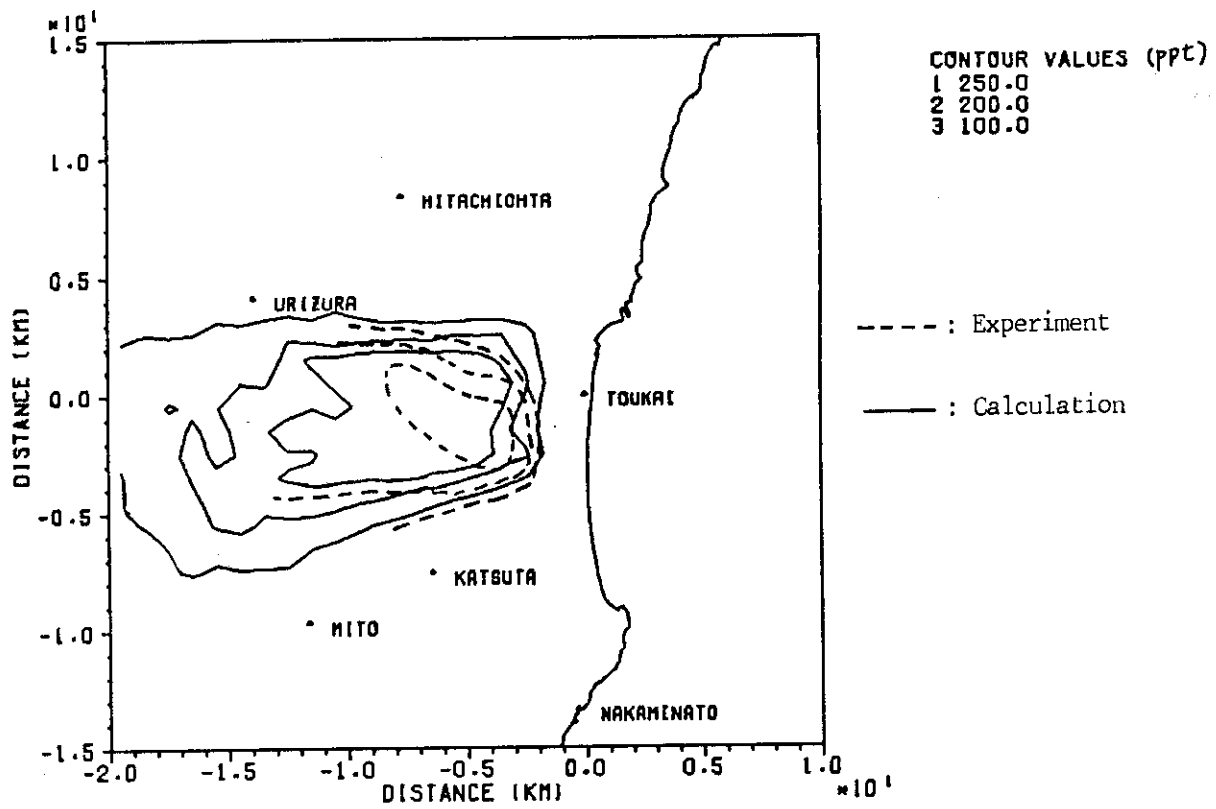 ×10¹
1.5
1.0
0.5
0.0
-0.5
-1.0
-1.5
DISTANCE (KM)
HITACHIOHTA
URIZURA
TOUKAI
KATSUTA
MITO
NAKAMINATO
-2.0 -1.5 -1.0 -0.5 0.0 0.5 1.0
DISTANCE (KM)
×10¹
CONTOUR VALUES (ppt)
1 250.0
2 200.0
3 100.0
: Experiment
: Calculation